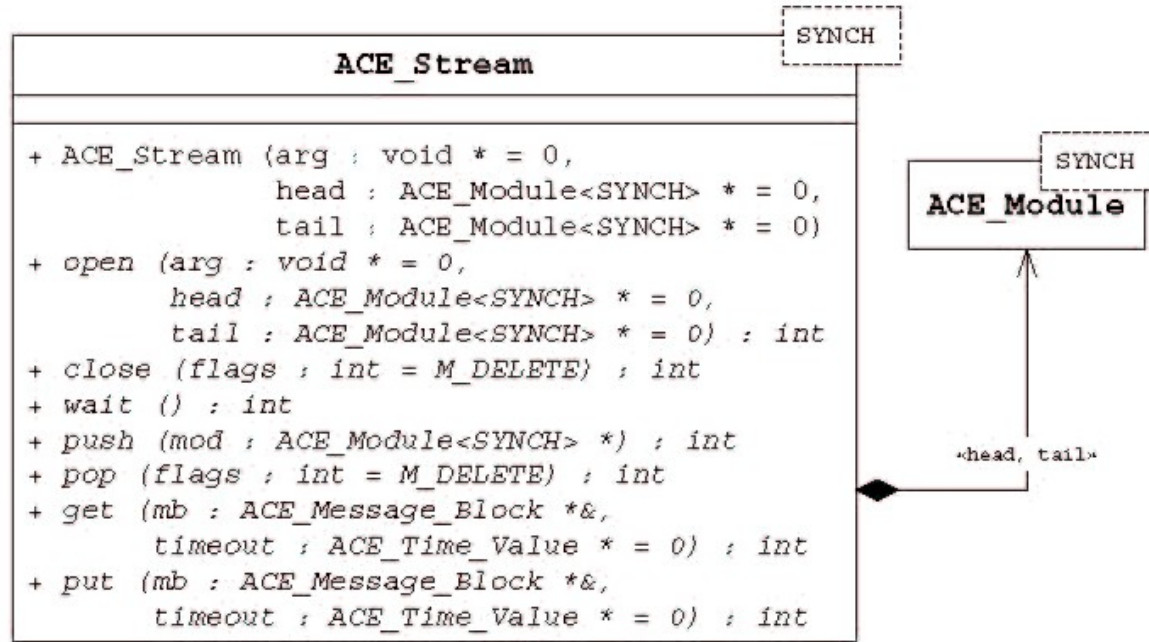 SYNCH
ACE_Stream
+ ACE_Stream (arg : void * = 0,
head : ACE_Module<SYNCH> * = 0,
tail : ACE_Module<SYNCH> * = 0)
+ open (arg : void * = 0,
head : ACE_Module<SYNCH> * = 0,
tail : ACE_Module<SYNCH> * = 0) : int
+ close (flags : int = M_DELETE) : int
+ wait () : int
+ push (mod : ACE_Module<SYNCH> *) : int
+ pop (flags : int = M_DELETE) : int
+ get (mb : ACE_Message_Block *&,
timeout : ACE_Time_Value * = 0) : int
+ put (mb : ACE_Message_Block *&,
timeout : ACE_Time_Value * = 0) : int
SYNCH
ACE_Module
«head, tail»